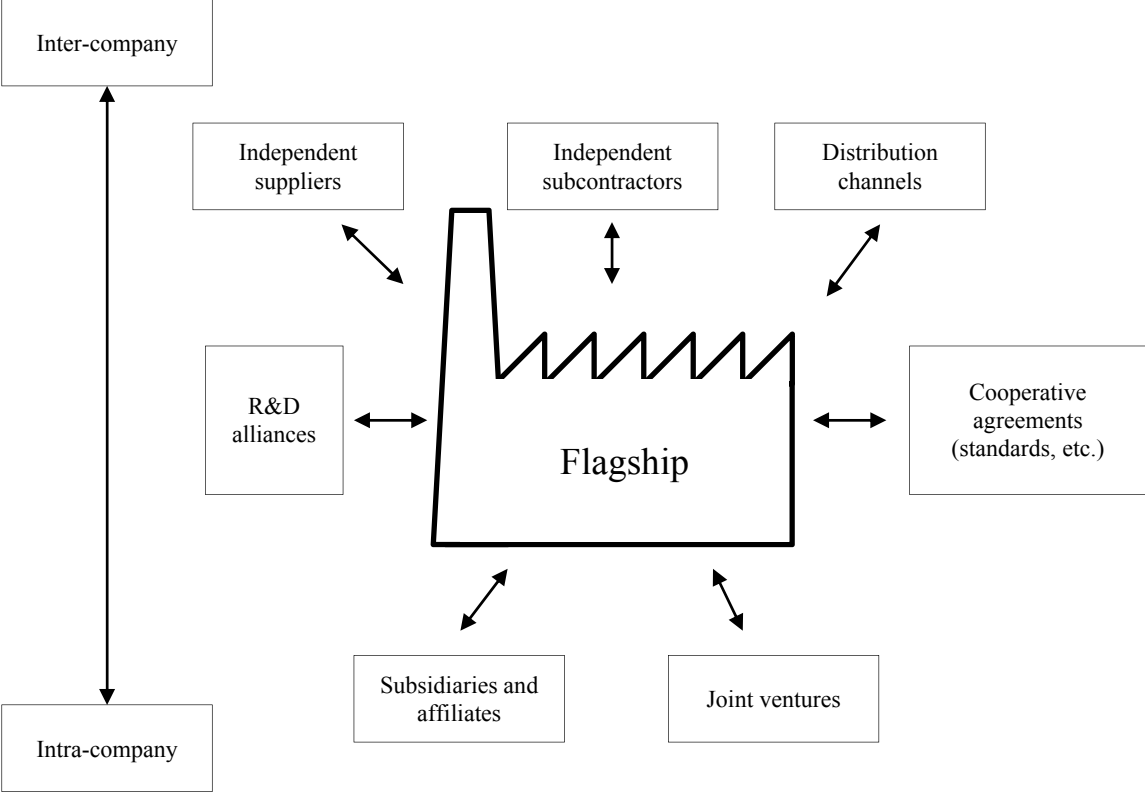 Inter-company
Independent
suppliers
Independent
subcontractors
Distribution
channels
R&D
alliances
Flagship
Cooperative
agreements
(standards, etc.)
Subsidiaries and
affiliates
Joint ventures
Intra-company